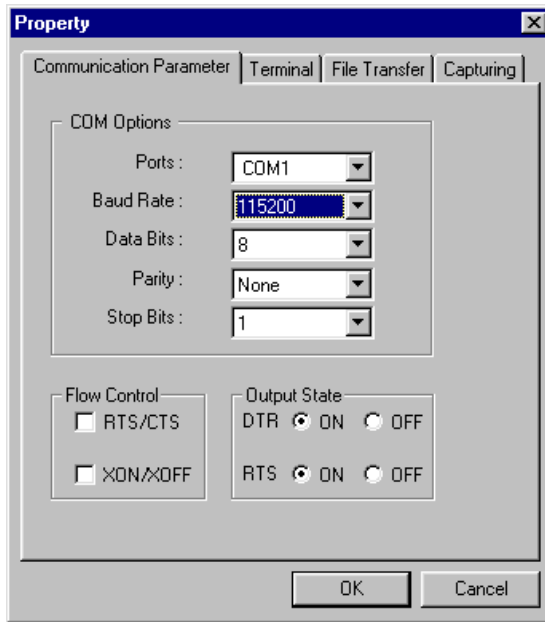 Property
Communication Parameter Terminal File Transfer Capturing
COM Options
Ports : COM1
Baud Rate : 115200
Data Bits : 8
Parity : None
Stop Bits : 1
Flow Control
RTS/CTS
XON/XOFF
Output State
DTR ON OFF
RTS ON OFF
OK Cancel